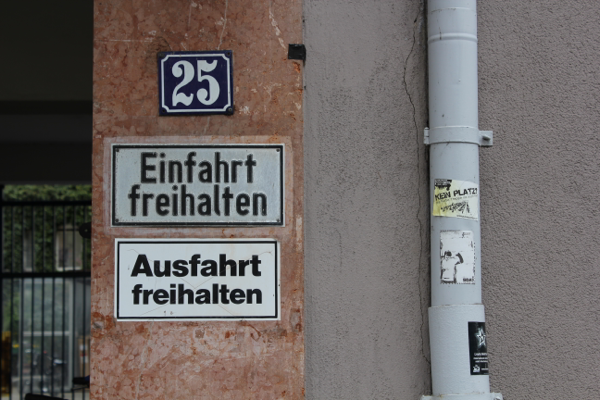 25
Einfahrt
freihalten
Ausfahrt
freihalten
KEIN PLATZ